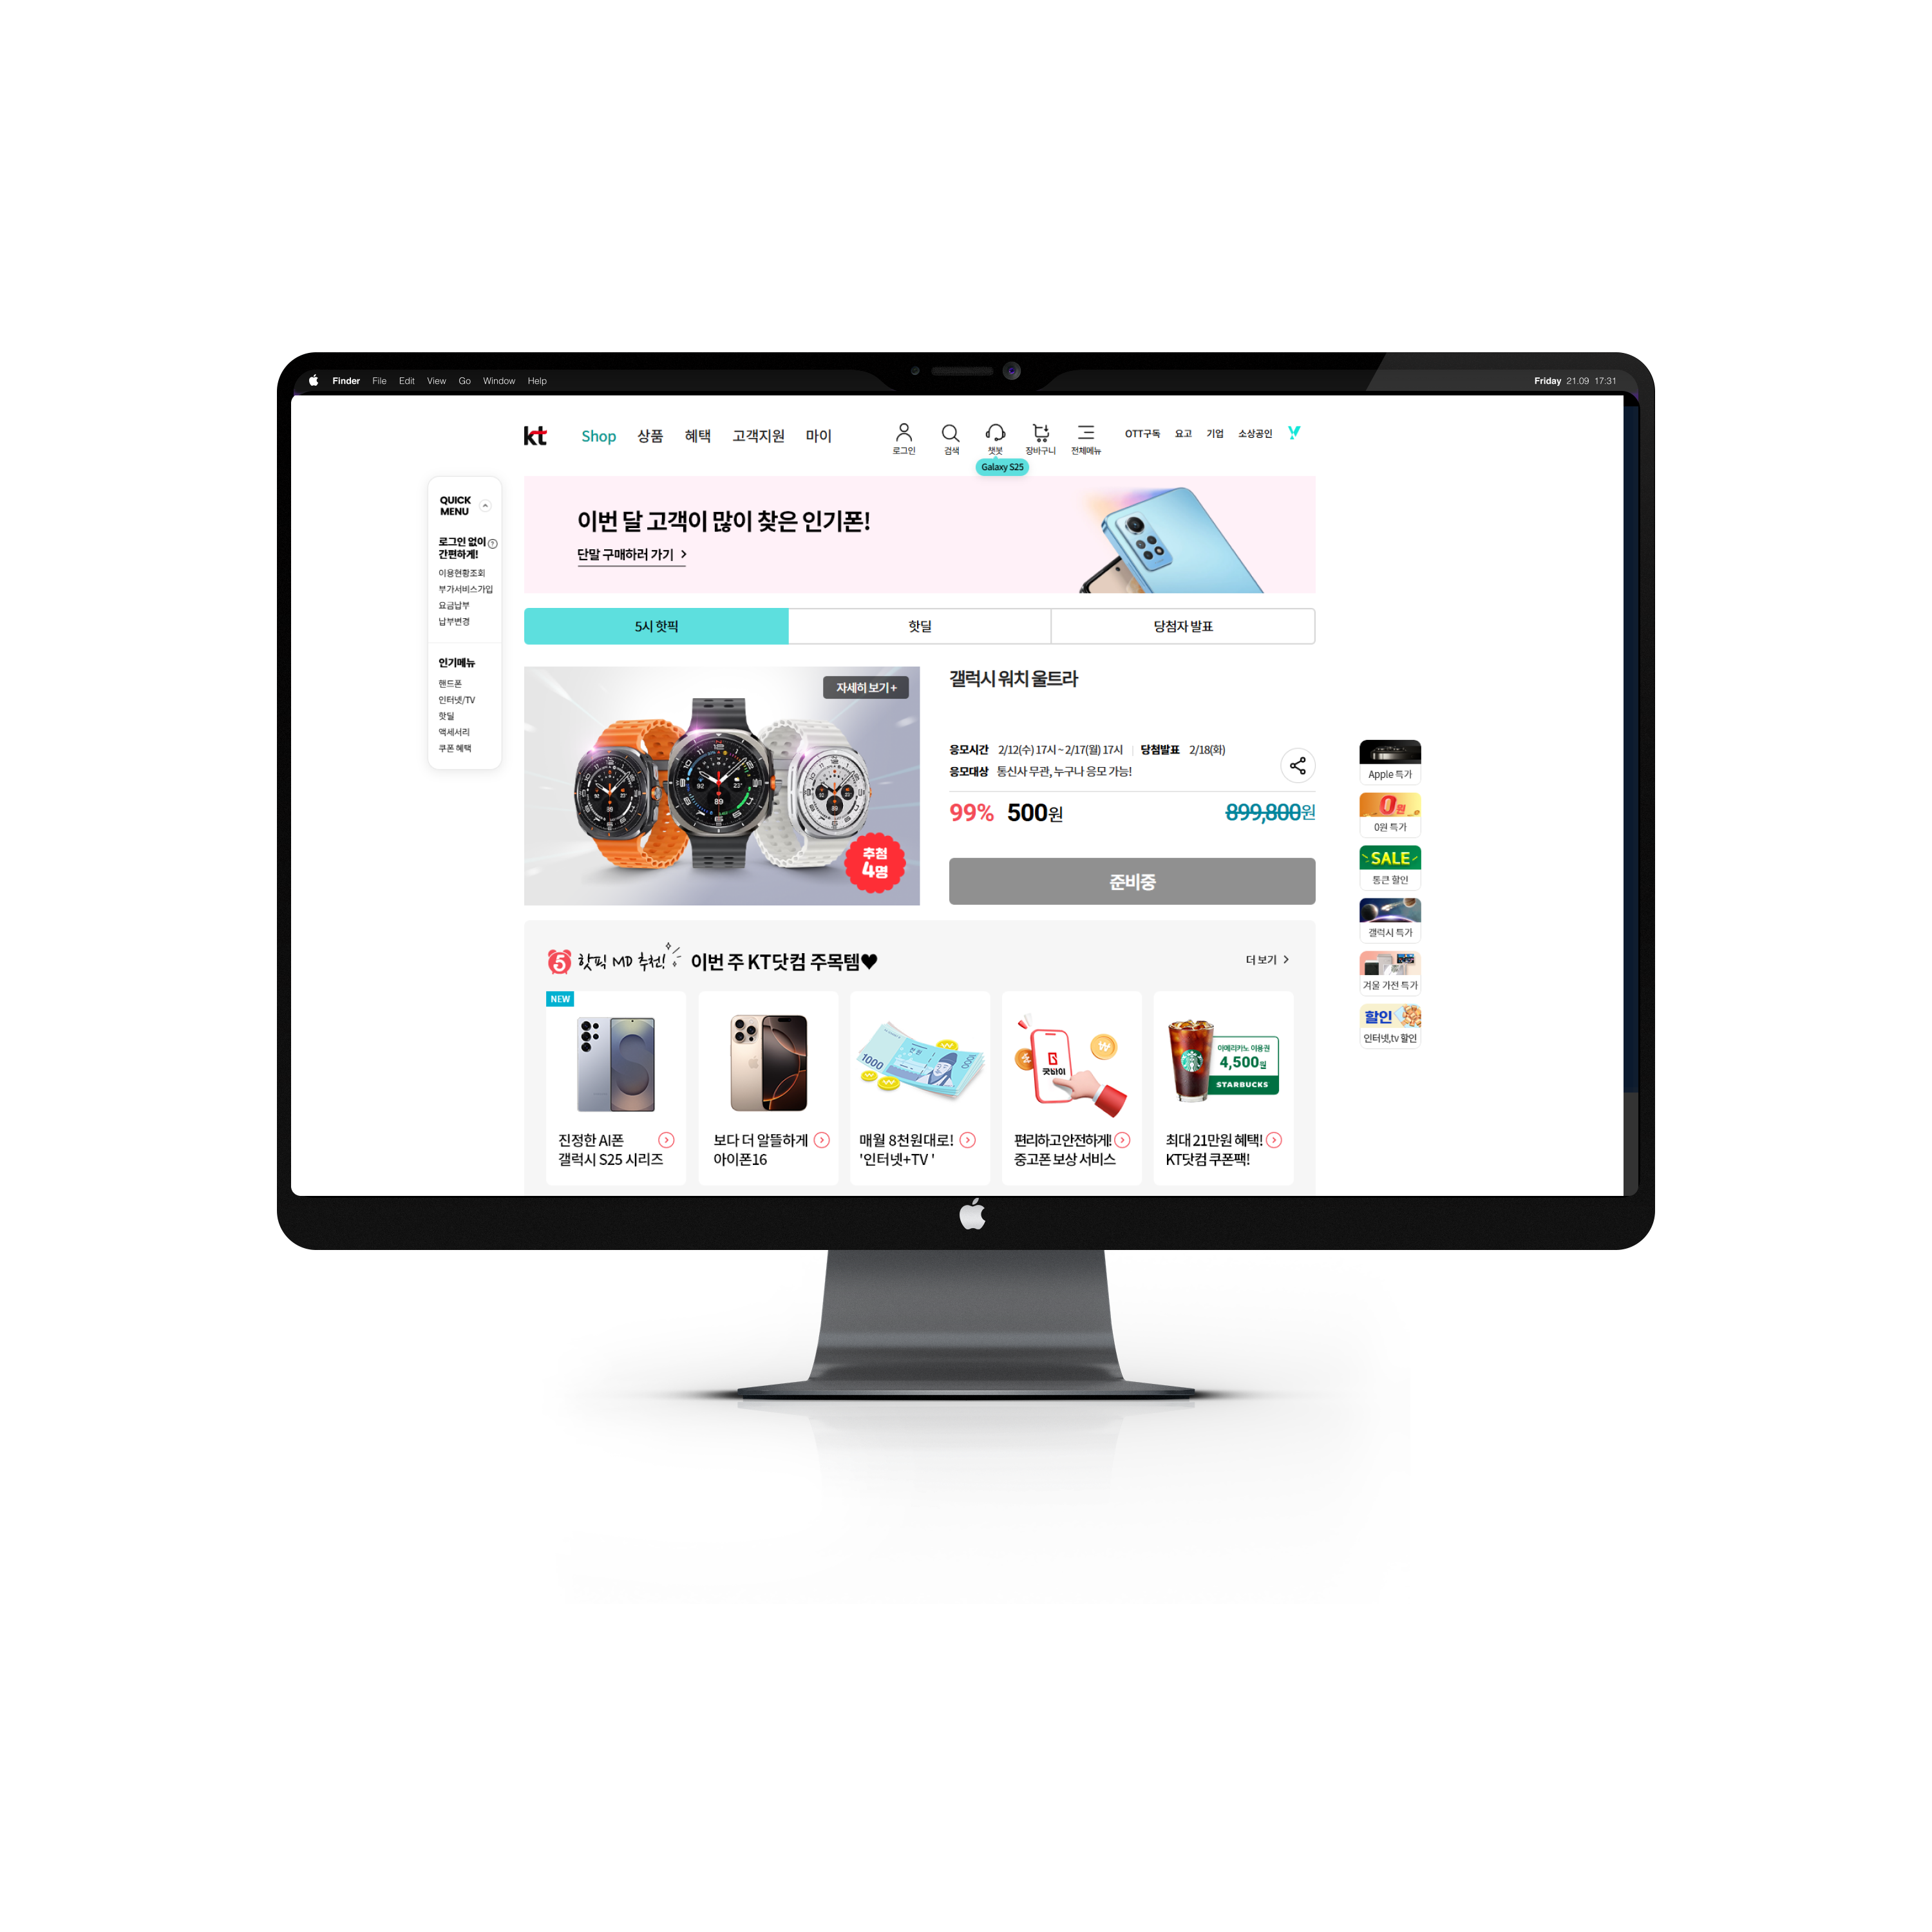 Finder File Edit View Go Window Help
Friday 21.09 17:31
kt
Shop 상품 혜택 고객지원 마이
로그인 검색 챗봇 장바구니 전체메뉴
OTT구독 요고 기업 소상공인 Y
Galaxy S25
QUICK
MENU
로그인 없이
간편하게!
?
이용현황조회
부가서비스가입
요금납부
납부변경
인기메뉴
핸드폰
인터넷/TV
핫딜
액세서리
쿠폰 혜택
이번 달 고객이 많이 찾은 인기폰!
단말 구매하러 가기 >
5시 핫픽 핫딜 당첨자 발표
자세히 보기 +
추첨
4명
갤럭시 워치 울트라
응모시간 2/12(수) 17시 ~ 2/17(월) 17시 | 당첨발표 2/18(화)
응모대상 통신사 무관, 누구나 응모 가능!
99% 500원 899,800원
준비중
5 핫픽 MD 추천! 이번 주 KT닷컴 주목템♥
더 보기 >
NEW
진정한 AI폰
갤럭시 S25 시리즈
보다 더 알뜰하게
아이폰16
1000
매월 8천원대로!
'인터넷+TV '
굿바이
편리하고 안전하게!
중고폰 보상 서비스
아메리카노 이용권
4,500원
STARBUCKS
최대 21만원 혜택!
KT닷컴 쿠폰팩!
Apple 특가
0원
0원 특가
SALE
통큰 할인
갤럭시 특가
겨울 가전 특가
할인
인터넷,tv 할인